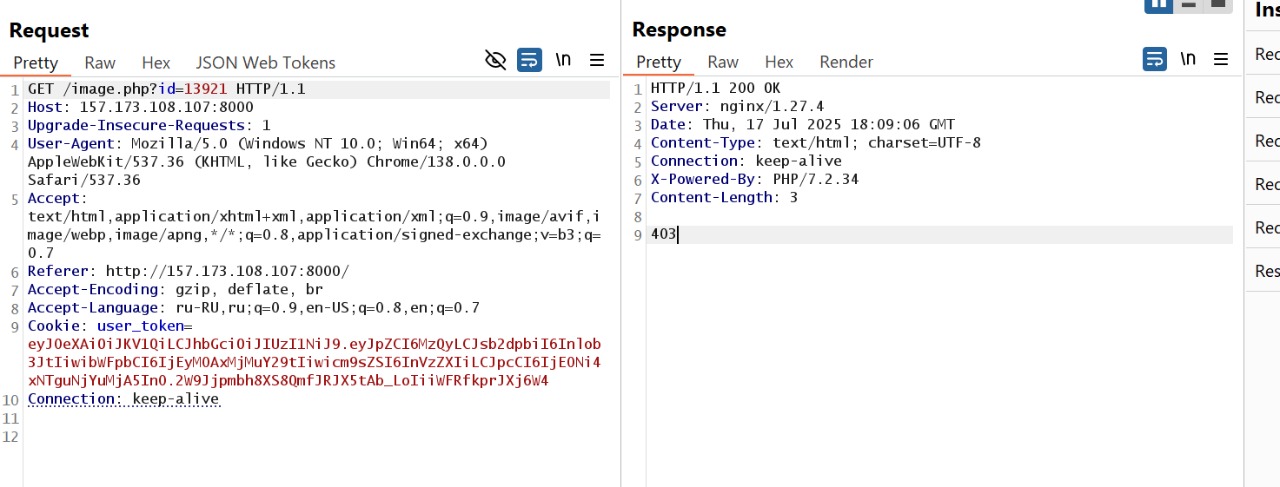 Request
Pretty Raw Hex JSON Web Tokens \n
1 GET /image.php?id=13921 HTTP/1.1
2 Host: 157.173.108.107:8000
3 Upgrade-Insecure-Requests: 1
4 User-Agent: Mozilla/5.0 (Windows NT 10.0; Win64; x64)
AppleWebKit/537.36 (KHTML, like Gecko) Chrome/138.0.0.0
Safari/537.36
5 Accept:
text/html,application/xhtml+xml,application/xml;q=0.9,image/avif,i
mage/webp,image/apng,*/*;q=0.8,application/signed-exchange;v=b3;q=
0.7
6 Referer: http://157.173.108.107:8000/
7 Accept-Encoding: gzip, deflate, br
8 Accept-Language: ru-RU,ru;q=0.9,en-US;q=0.8,en;q=0.7
9 Cookie: user_token=
eyJ0eXAiOiJKV1QiLCJhbGciOiJIUzI1NiJ9.eyJpZCI6MzQyLCJsb2dpbiI6Inlob
3JtIiwibWFpbCI6IjEyM0AxMjMuY29tIiwicm9sZSI6InVzZXIiLCJpcCI6IjE0Ni4
xNTguNjYuMjA5In0.2W9Jjpmbh8XS8QmfJRJX5tAb_LoIiiWFRfkprJXj6W4
10 Connection: keep-alive
11
12
Response
Pretty Raw Hex Render \n
1 HTTP/1.1 200 OK
2 Server: nginx/1.27.4
3 Date: Thu, 17 Jul 2025 18:09:06 GMT
4 Content-Type: text/html; charset=UTF-8
5 Connection: keep-alive
6 X-Powered-By: PHP/7.2.34
7 Content-Length: 3
8
9 403
Ins
Rec
Rec
Rec
Rec
Rec
Res